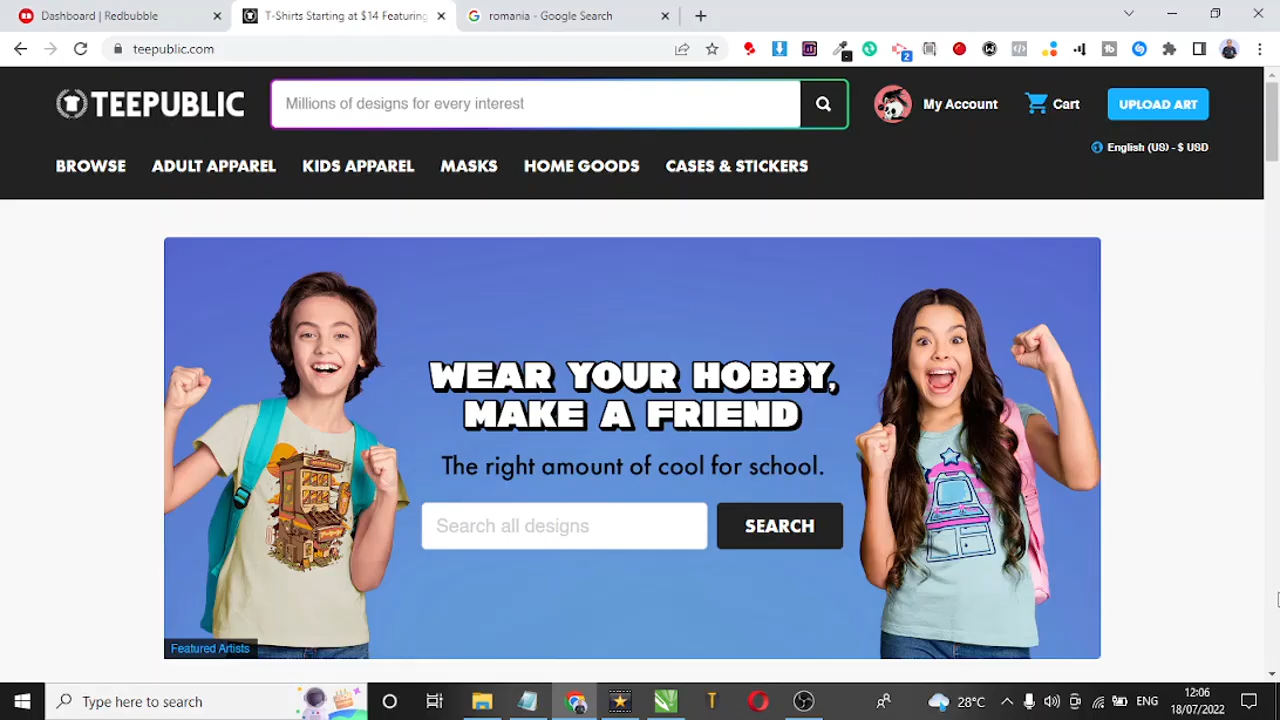 Dashboard | Redbubble
T-Shirts Starting at $14 Featuring
romania - Google Search
teepublic.com
2
TEEPUBLIC
Millions of designs for every interest
My Account
Cart
UPLOAD ART
English (US) - $ USD
BROWSE
ADULT APPAREL
KIDS APPAREL
MASKS
HOME GOODS
CASES & STICKERS
WEAR YOUR HOBBY,
MAKE A FRIEND
The right amount of cool for school.
Search all designs
SEARCH
Featured Artists
Type here to search
28°C
ENG
12:06
18/07/2022